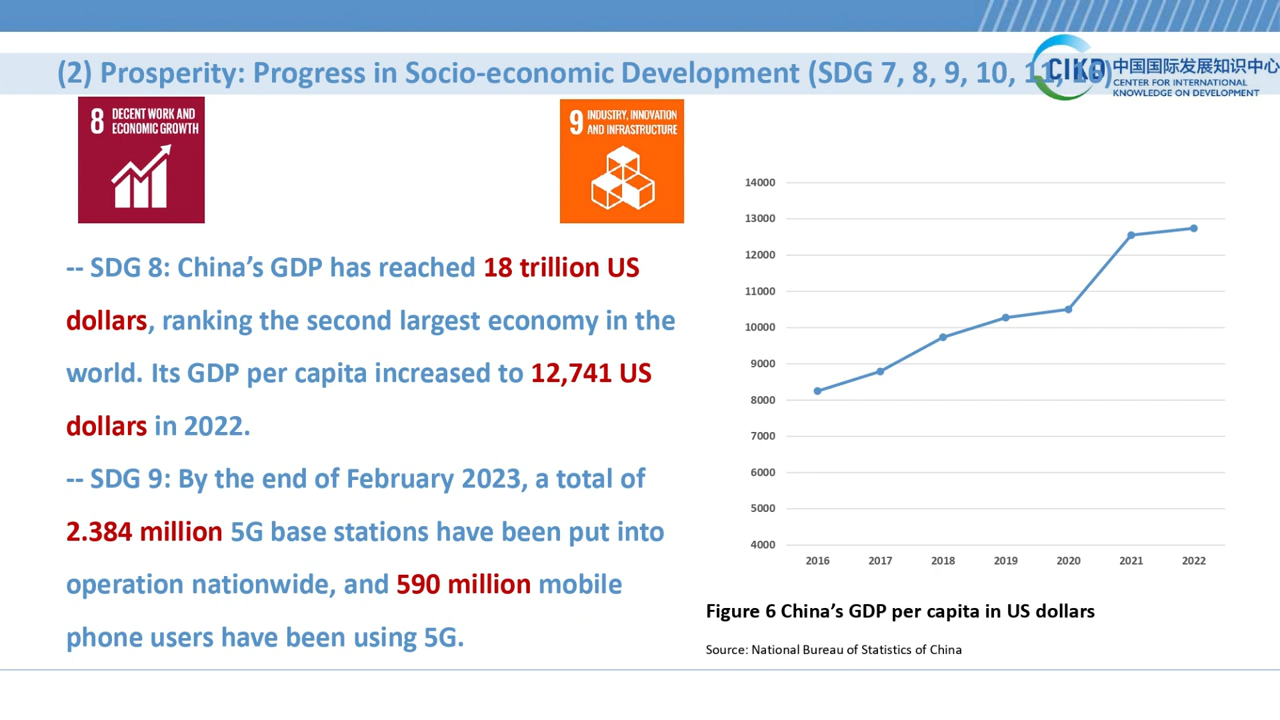 (2) Prosperity: Progress in Socio-economic Development (SDG 7, 8, 9, 10, 11,
CIKD
中国国际发展知识中心
CENTER FOR INTERNATIONAL
KNOWLEDGE ON DEVELOPMENT
8 DECENT WORK AND
ECONOMIC GROWTH
9 INDUSTRY, INNOVATION
AND INFRASTRUCTURE
-- SDG 8: China’s GDP has reached 18 trillion US
dollars, ranking the second largest economy in the
world. Its GDP per capita increased to 12,741 US
dollars in 2022.
-- SDG 9: By the end of February 2023, a total of
2.384 million 5G base stations have been put into
operation nationwide, and 590 million mobile
phone users have been using 5G.
14000
13000
12000
11000
10000
9000
8000
7000
6000
5000
4000
2016 2017 2018 2019 2020 2021 2022
Figure 6 China’s GDP per capita in US dollars
Source: National Bureau of Statistics of China